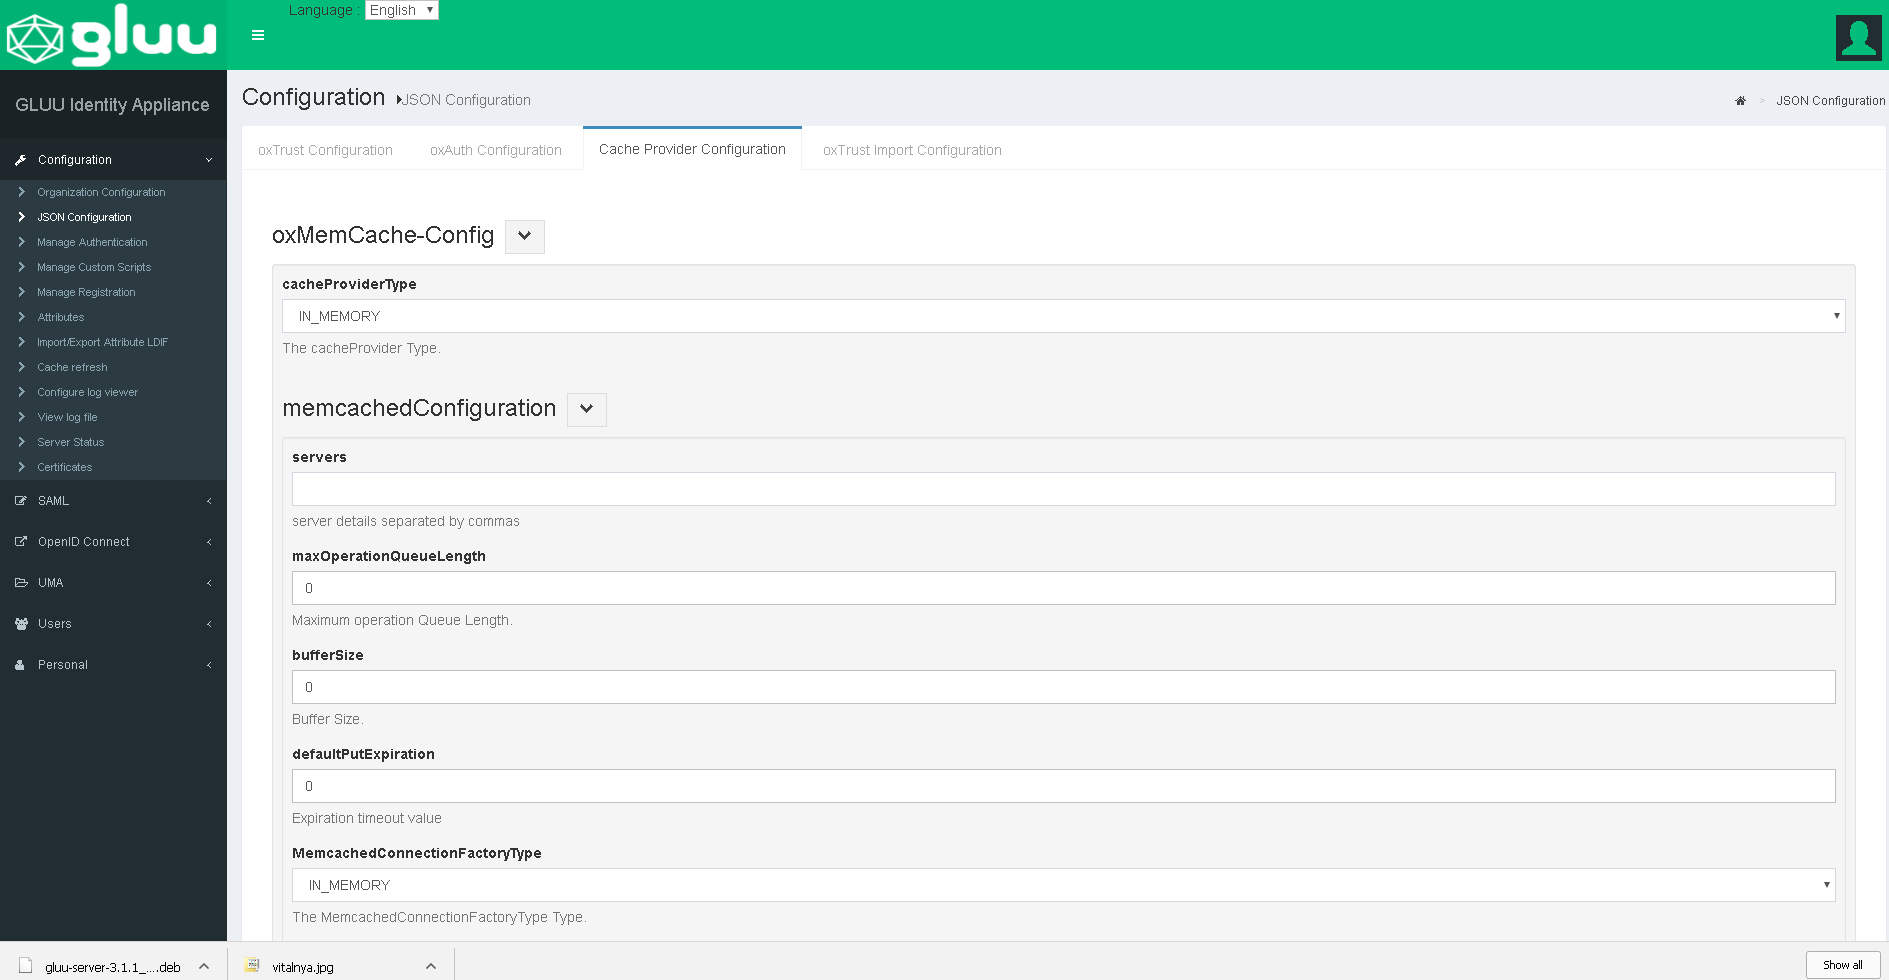 gluu
Language : English
GLUU Identity Appliance
Configuration
Organization Configuration
JSON Configuration
Manage Authentication
Manage Custom Scripts
Manage Registration
Attributes
Import/Export Attribute LDIF
Cache refresh
Configure log viewer
View log file
Server Status
Certificates
SAML
OpenID Connect
UMA
Users
Personal
Configuration JSON Configuration
> JSON Configuration
oxTrust Configuration oxAuth Configuration Cache Provider Configuration oxTrust Import Configuration
oxMemCache-Config
cacheProviderType
IN_MEMORY
The cacheProvider Type.
memcachedConfiguration
servers
server details separated by commas
maxOperationQueueLength
0
Maximum operation Queue Length.
bufferSize
0
Buffer Size.
defaultPutExpiration
0
Expiration timeout value
MemcachedConnectionFactoryType
IN_MEMORY
The MemcachedConnectionFactoryType Type.
gluu-server-3.1.1_....deb vitalnya.jpg Show all